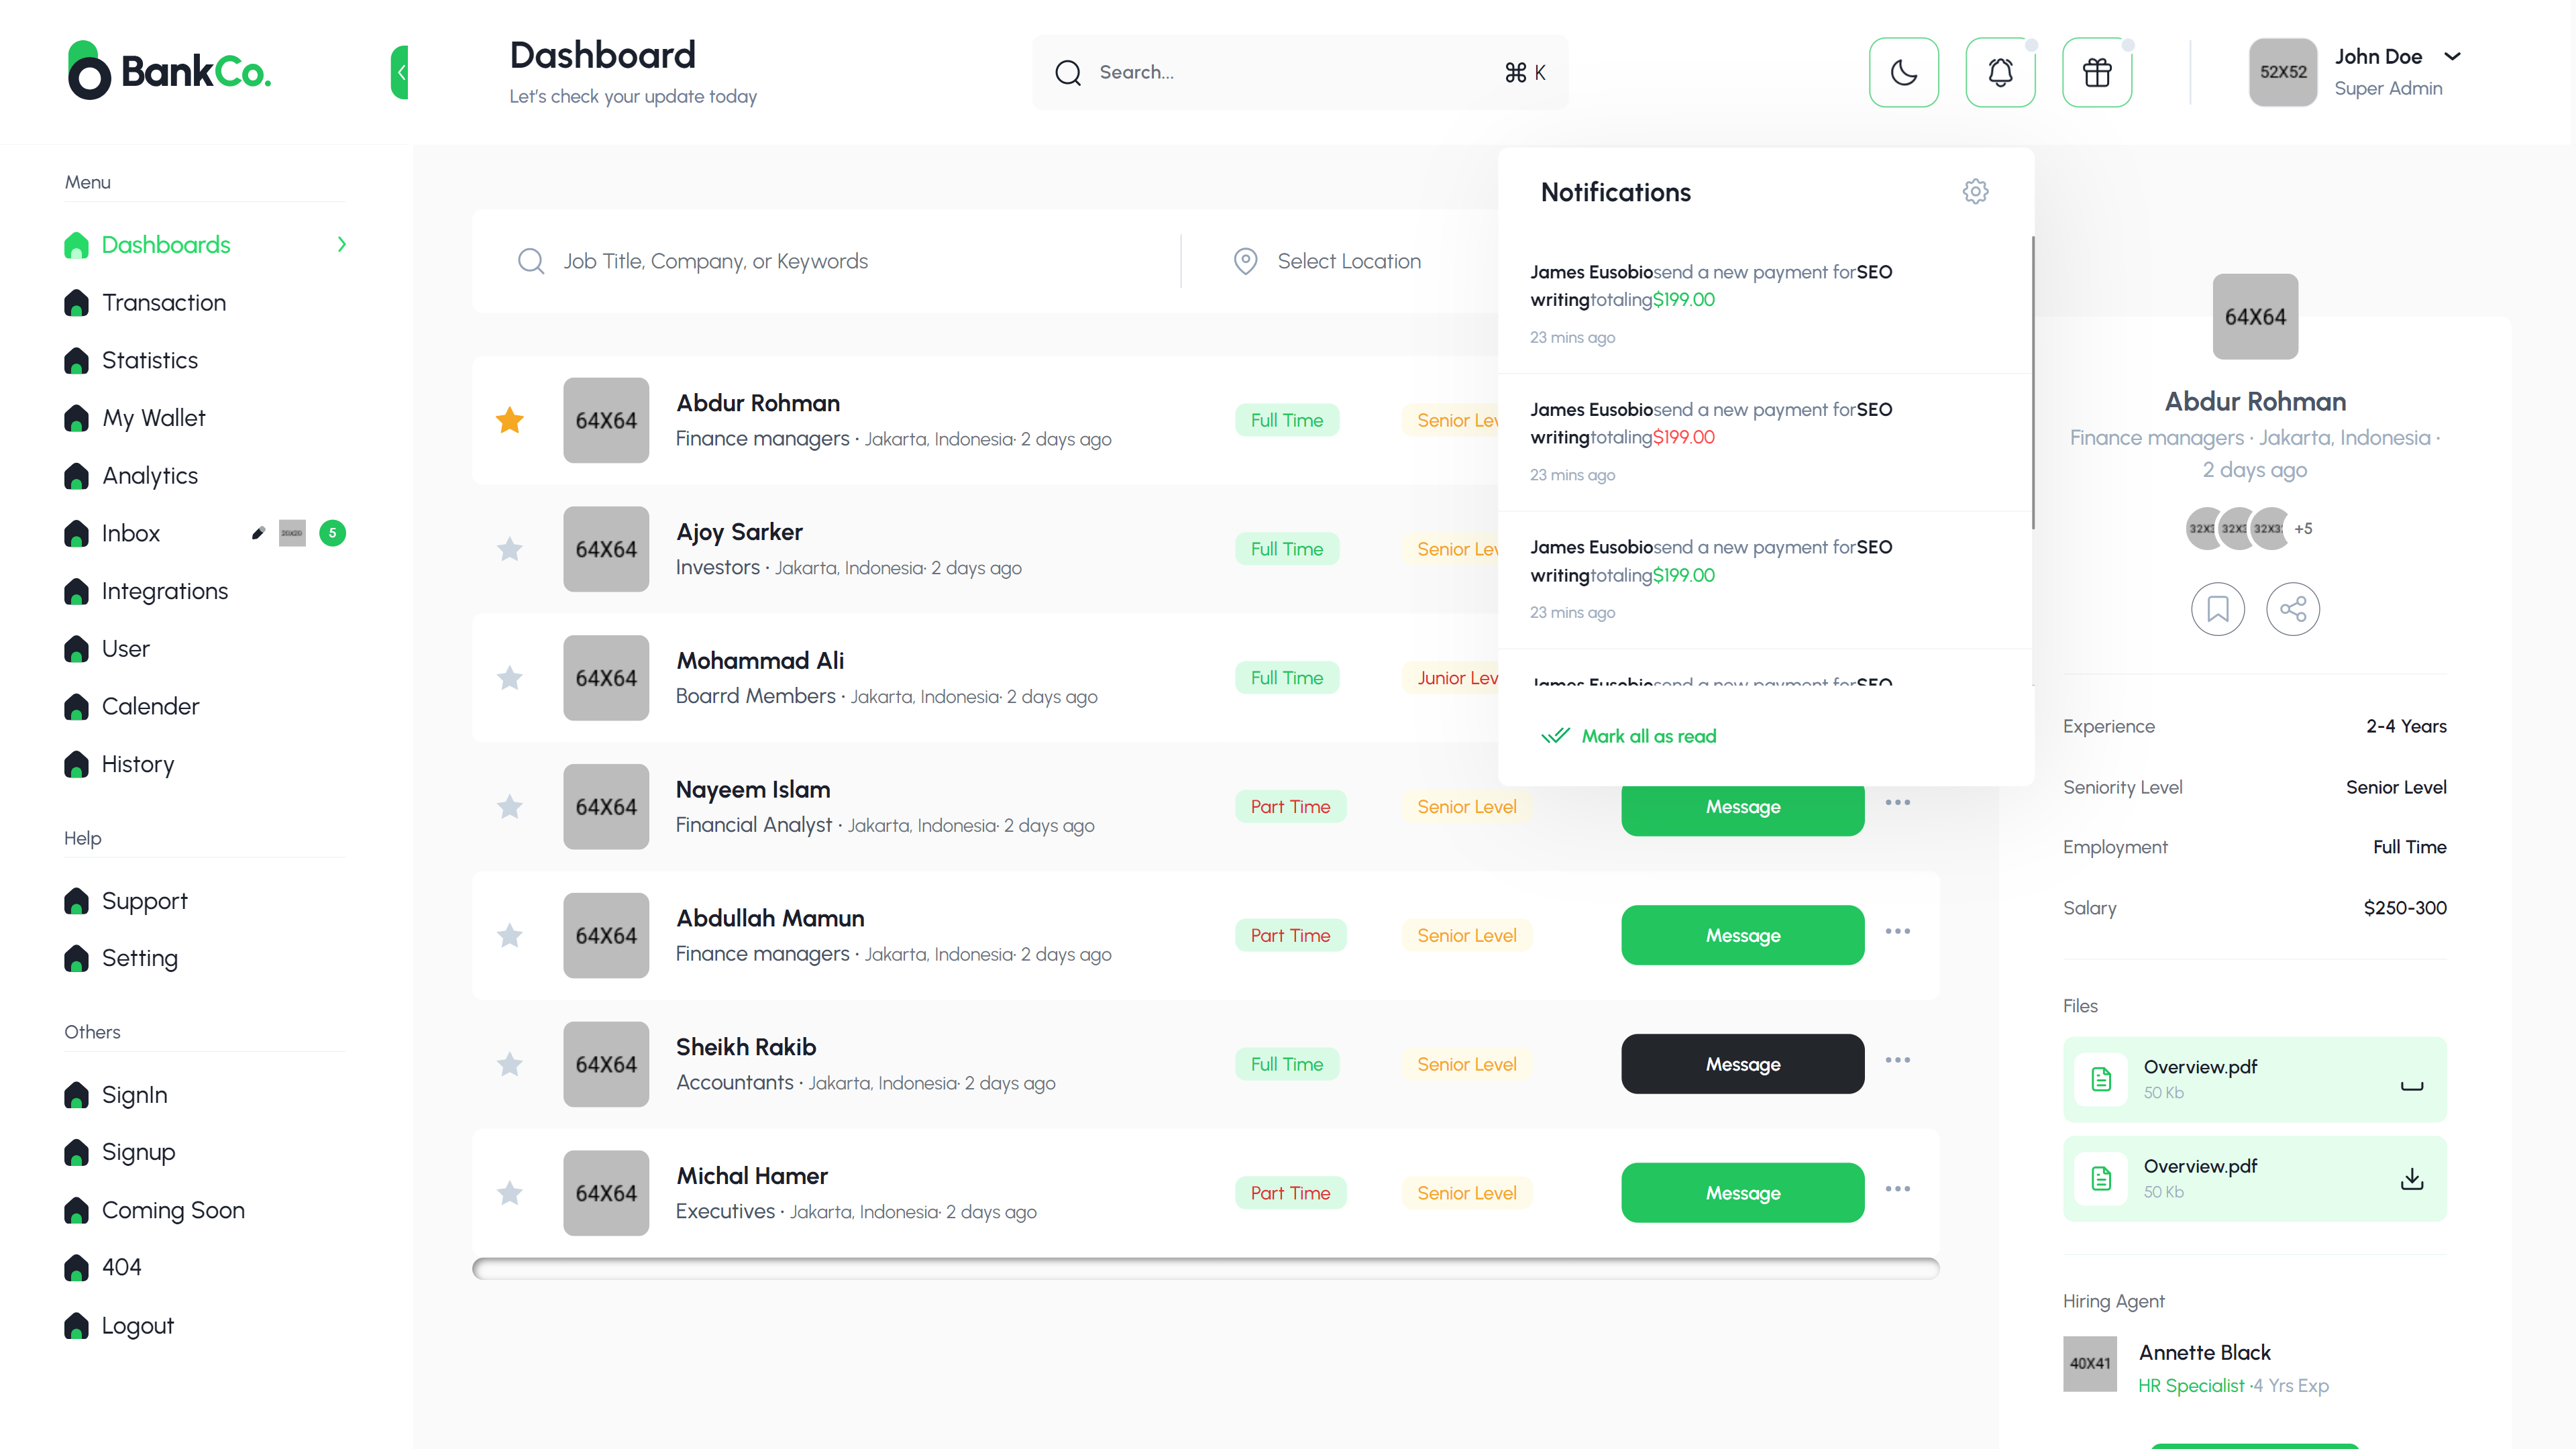 BankCo.
Dashboard
Let's check your update today
Search...
⌘ K
52X52
John Doe
Super Admin
Menu
Dashboards
Transaction
Statistics
My Wallet
Analytics
Inbox
5
Integrations
User
Calender
History
Help
Support
Setting
Others
SignIn
Signup
Coming Soon
404
Logout
Job Title, Company, or Keywords
Select Location
64X64
Abdur Rohman
Finance managers · Jakarta, Indonesia· 2 days ago
Full Time
Senior Lev
64X64
Ajoy Sarker
Investors · Jakarta, Indonesia· 2 days ago
Full Time
Senior Lev
64X64
Mohammad Ali
Boarrd Members · Jakarta, Indonesia· 2 days ago
Full Time
Junior Lev
64X64
Nayeem Islam
Financial Analyst · Jakarta, Indonesia· 2 days ago
Part Time
Senior Level
Message
64X64
Abdullah Mamun
Finance managers · Jakarta, Indonesia· 2 days ago
Part Time
Senior Level
Message
64X64
Sheikh Rakib
Accountants · Jakarta, Indonesia· 2 days ago
Full Time
Senior Level
Message
64X64
Michal Hamer
Executives · Jakarta, Indonesia· 2 days ago
Part Time
Senior Level
Message
Notifications
James Eusobiosend a new payment forSEO
writingtotaling$199.00
23 mins ago
James Eusobiosend a new payment forSEO
writingtotaling$199.00
23 mins ago
James Eusobiosend a new payment forSEO
writingtotaling$199.00
23 mins ago
James Eusobiosend a new payment forSEO
Mark all as read
64X64
Abdur Rohman
Finance managers · Jakarta, Indonesia ·
2 days ago
32X3
32X3
32X3
+5
Experience
2-4 Years
Seniority Level
Senior Level
Employment
Full Time
Salary
$250-300
Files
Overview.pdf
50 Kb
Overview.pdf
50 Kb
Hiring Agent
40X41
Annette Black
HR Specialist ·4 Yrs Exp